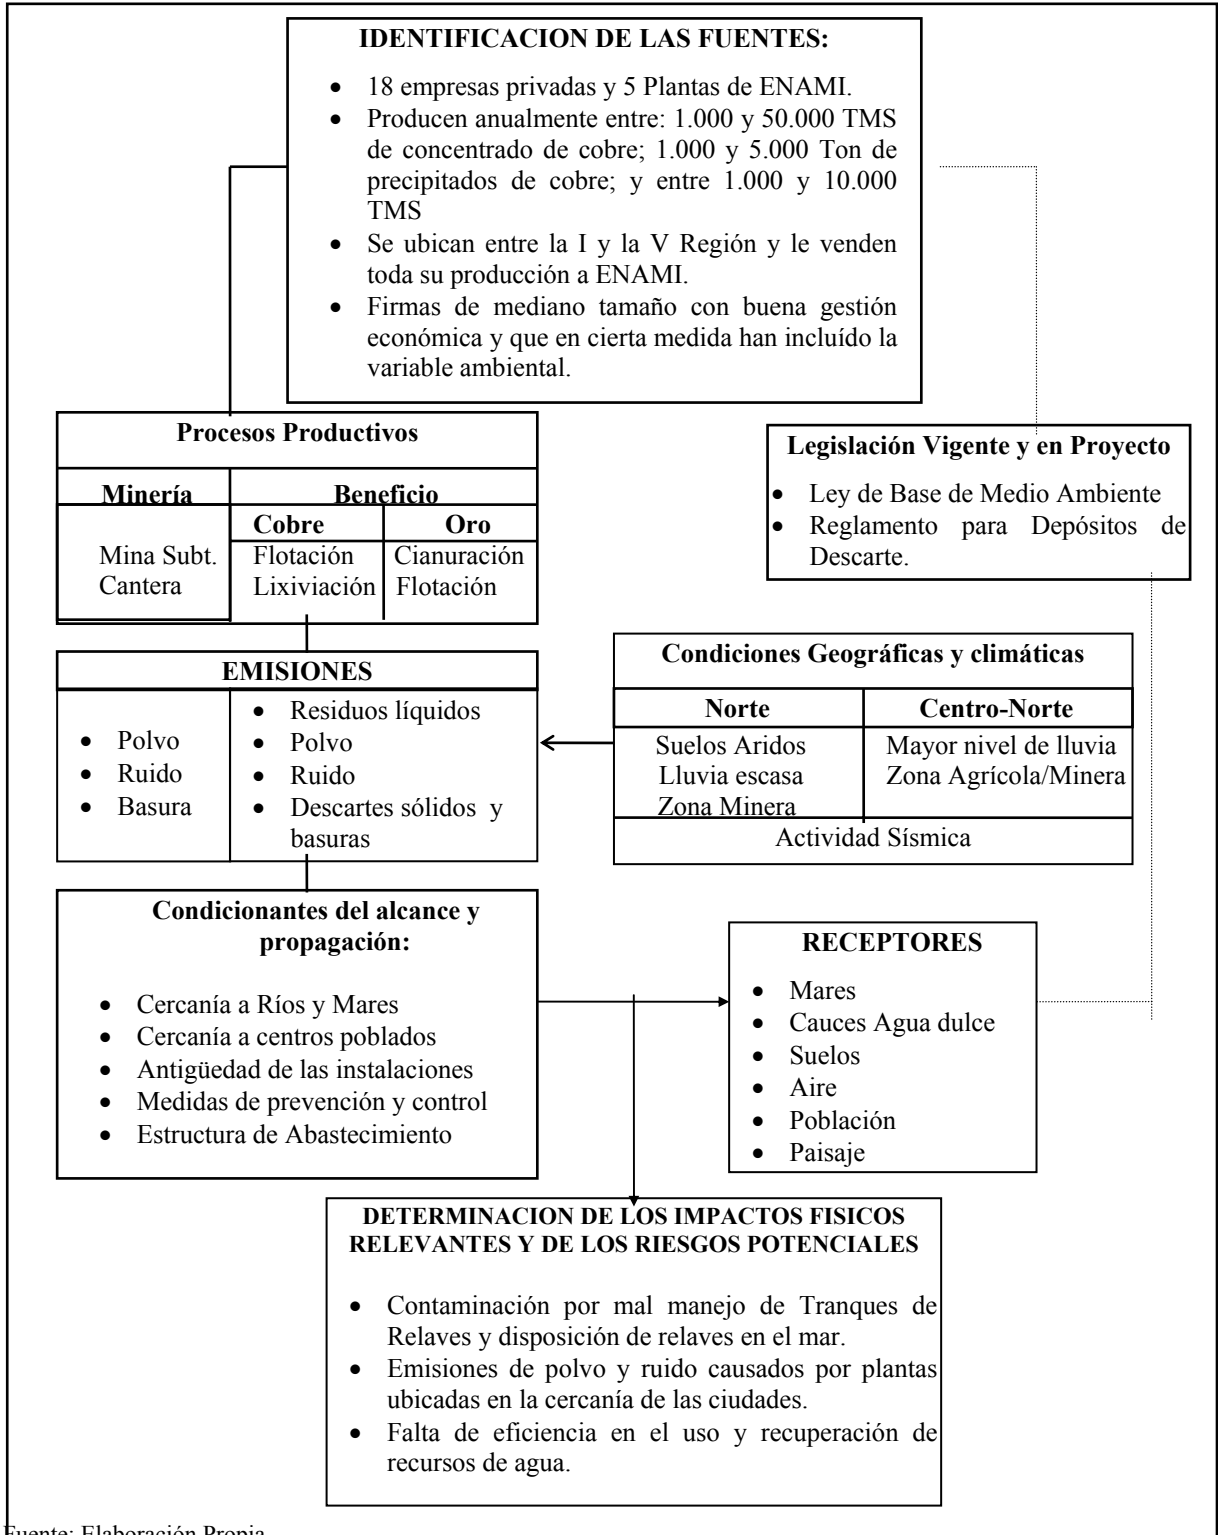 IDENTIFICACION DE LAS FUENTES:
• 18 empresas privadas y 5 Plantas de ENAMI.
• Producen anualmente entre: 1.000 y 50.000 TMS
de concentrado de cobre; 1.000 y 5.000 Ton de
precipitados de cobre; y entre 1.000 y 10.000
TMS
• Se ubican entre la I y la V Región y le venden
toda su producción a ENAMI.
• Firmas de mediano tamaño con buena gestión
económica y que en cierta medida han incluído la
variable ambiental.
Procesos Productivos
Minería
Beneficio
Cobre
Oro
Mina Subt.
Cantera
Flotación
Lixiviación
Cianuración
Flotación
Legislación Vigente y en Proyecto
• Ley de Base de Medio Ambiente
• Reglamento para Depósitos de
Descarte.
EMISIONES
• Polvo
• Ruido
• Basura
• Residuos líquidos
• Polvo
• Ruido
• Descartes sólidos y
basuras
Condiciones Geográficas y climáticas
Norte
Centro-Norte
Suelos Aridos
Lluvia escasa
Zona Minera
Mayor nivel de lluvia
Zona Agrícola/Minera
Actividad Sísmica
Condicionantes del alcance y
propagación:
• Cercanía a Ríos y Mares
• Cercanía a centros poblados
• Antigüedad de las instalaciones
• Medidas de prevención y control
• Estructura de Abastecimiento
RECEPTORES
• Mares
• Cauces Agua dulce
• Suelos
• Aire
• Población
• Paisaje
DETERMINACION DE LOS IMPACTOS FISICOS
RELEVANTES Y DE LOS RIESGOS POTENCIALES
• Contaminación por mal manejo de Tranques de
Relaves y disposición de relaves en el mar.
• Emisiones de polvo y ruido causados por plantas
ubicadas en la cercanía de las ciudades.
• Falta de eficiencia en el uso y recuperación de
recursos de agua.
Fuente: Elaboración Propia